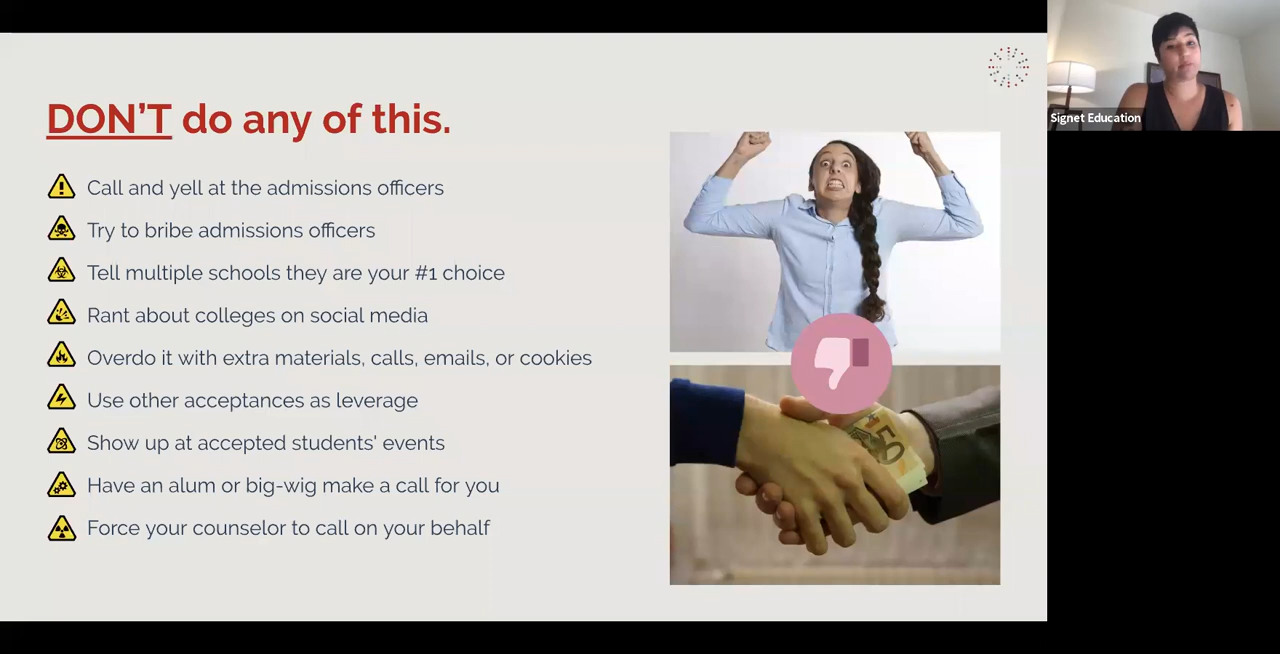 DON'T do any of this.
Call and yell at the admissions officers
Try to bribe admissions officers
Tell multiple schools they are your #1 choice
Rant about colleges on social media
Overdo it with extra materials, calls, emails, or cookies
Use other acceptances as leverage
Show up at accepted students' events
Have an alum or big-wig make a call for you
Force your counselor to call on your behalf
50
Signet Education